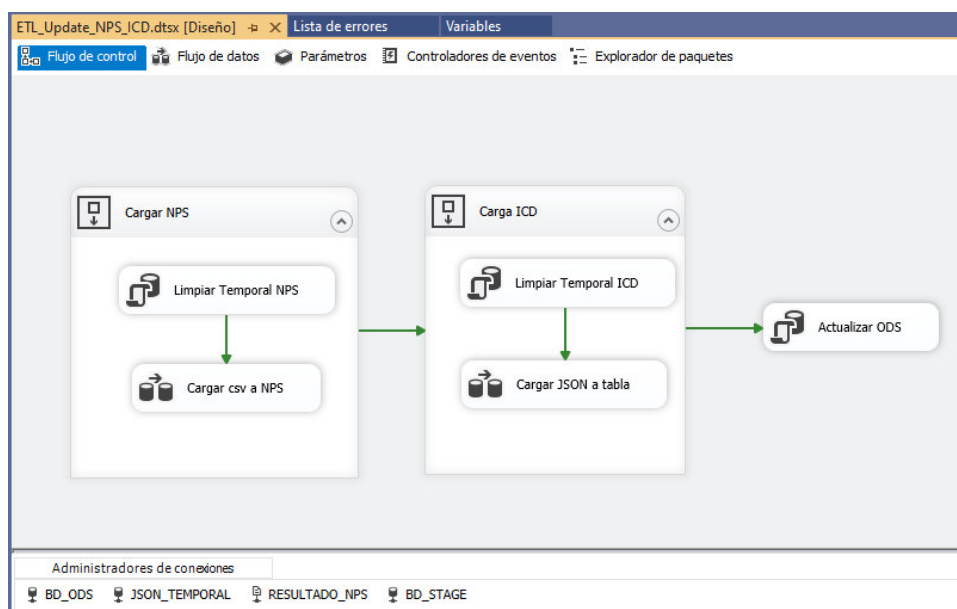 ETL_Update_NPS_ICD.dtsx [Diseño] Lista de errores Variables
Flujo de control Flujo de datos Parámetros Controladores de eventos Explorador de paquetes
Cargar NPS
Limpiar Temporal NPS
Cargar csv a NPS
Carga ICD
Limpiar Temporal ICD
Cargar JSON a tabla
Actualizar ODS
Administradores de conexiones
BD_ODS JSON_TEMPORAL RESULTADO_NPS BD_STAGE